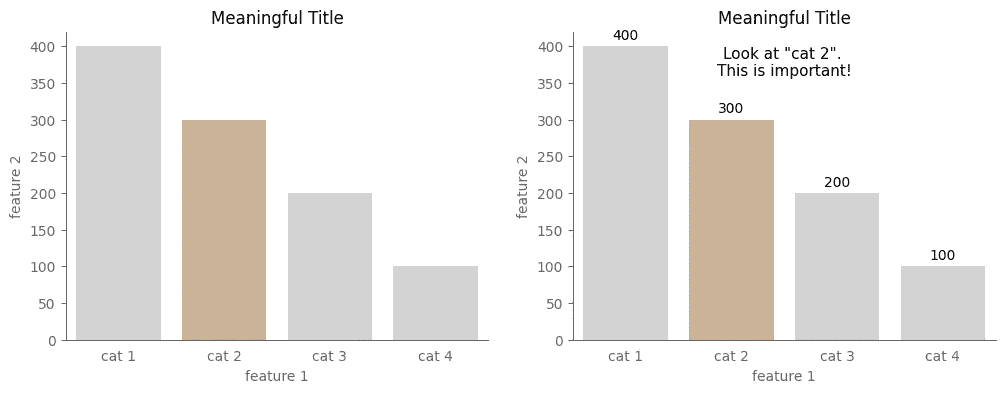 Meaningful Title
400
350
300
250
200
150
100
50
0
feature 2
cat 1 cat 2 cat 3 cat 4
feature 1
Meaningful Title
400
350
300
250
200
150
100
50
0
feature 2
400
Look at "cat 2".
This is important!
300
200
100
cat 1 cat 2 cat 3 cat 4
feature 1